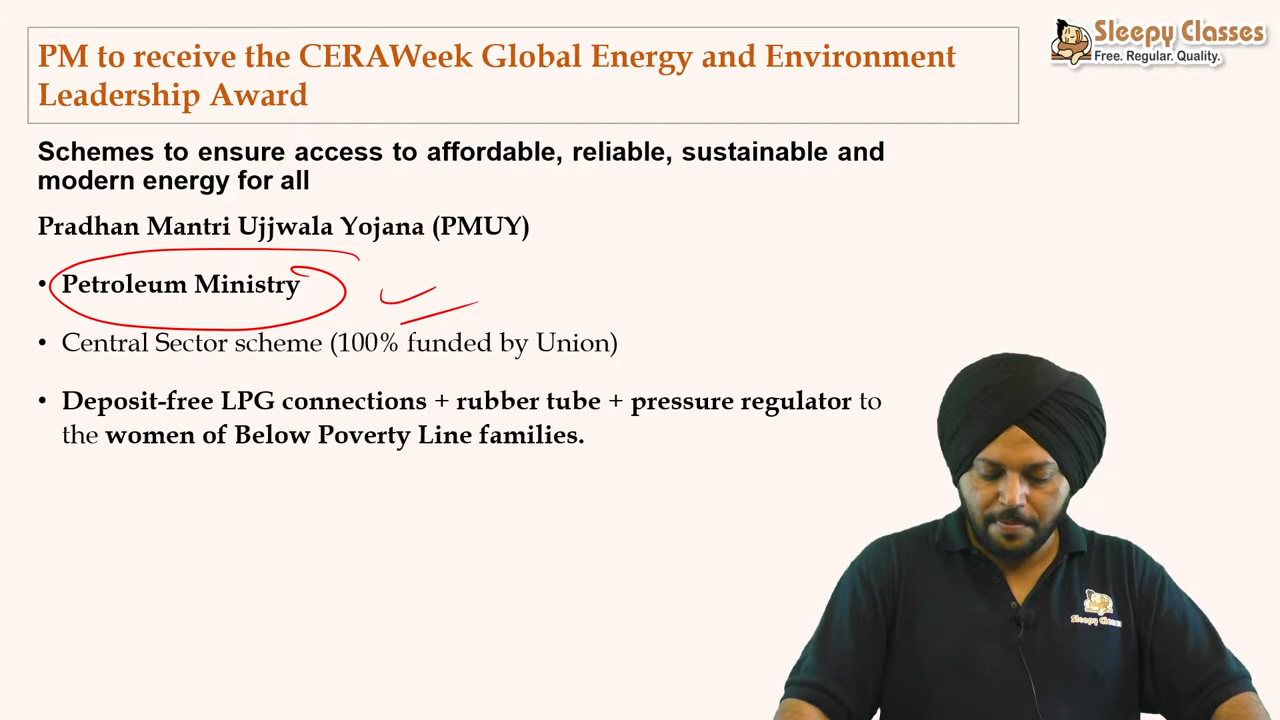 PM to receive the CERAWeek Global Energy and Environment
Leadership Award
Sleepy Classes
Free. Regular. Quality.
Schemes to ensure access to affordable, reliable, sustainable and
modern energy for all
Pradhan Mantri Ujjwala Yojana (PMUY)
• Petroleum Ministry
• Central Sector scheme (100% funded by Union)
• Deposit-free LPG connections + rubber tube + pressure regulator to
the women of Below Poverty Line families.
Sleepy Classes